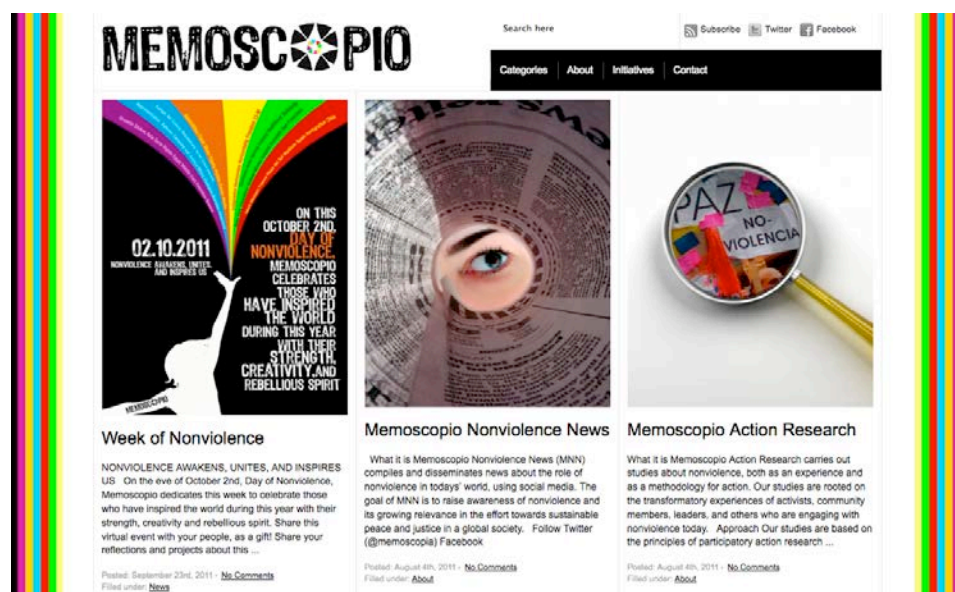 MEMOSCOPIO
Search here
Subscribe Twitter Facebook
Categories About Initiatives Contact
02.10.2011
NONVIOLENCE AWAKENS, UNITES,
AND INSPIRES US
ON THIS
OCTOBER 2ND,
DAY OF
NONVIOLENCE,
MEMOSCOPIO
CELEBRATES
THOSE WHO
HAVE INSPIRED
THE WORLD
DURING THIS YEAR
WITH THEIR
STRENGTH,
CREATIVITY,AND
REBELLIOUS SPIRIT
MEMOSCOPIO
PAZ
NO-
VIOLENCIA
Week of Nonviolence
NONVIOLENCE AWAKENS, UNITES, AND INSPIRES
US On the eve of October 2nd, Day of Nonviolence,
Memoscopio dedicates this week to celebrate those
who have inspired the world during this year with their
strength, creativity and rebellious spirit. Share this
virtual event with your people, as a gift! Share your
reflections and projects about this ...
Posted: September 23rd, 2011 - No Comments
Filed under: News
Memoscopio Nonviolence News
What it is Memoscopio Nonviolence News (MNN)
compiles and disseminates news about the role of
nonviolence in todays' world, using social media. The
goal of MNN is to raise awareness of nonviolence and
its growing relevance in the effort towards sustainable
peace and justice in a global society. Follow Twitter
(@memoscopia) Facebook
Posted: August 4th, 2011 - No Comments
Filed under: About
Memoscopio Action Research
What it is Memoscopio Action Research carries out
studies about nonviolence, both as an experience and
as a methodology for action. Our studies are rooted on
the transformatory experiences of activists, community
members, leaders, and others who are engaging with
nonviolence today. Approach Our studies are based on
the principles of participatory action research ...
Posted: August 4th, 2011 - No Comments
Filed under: About